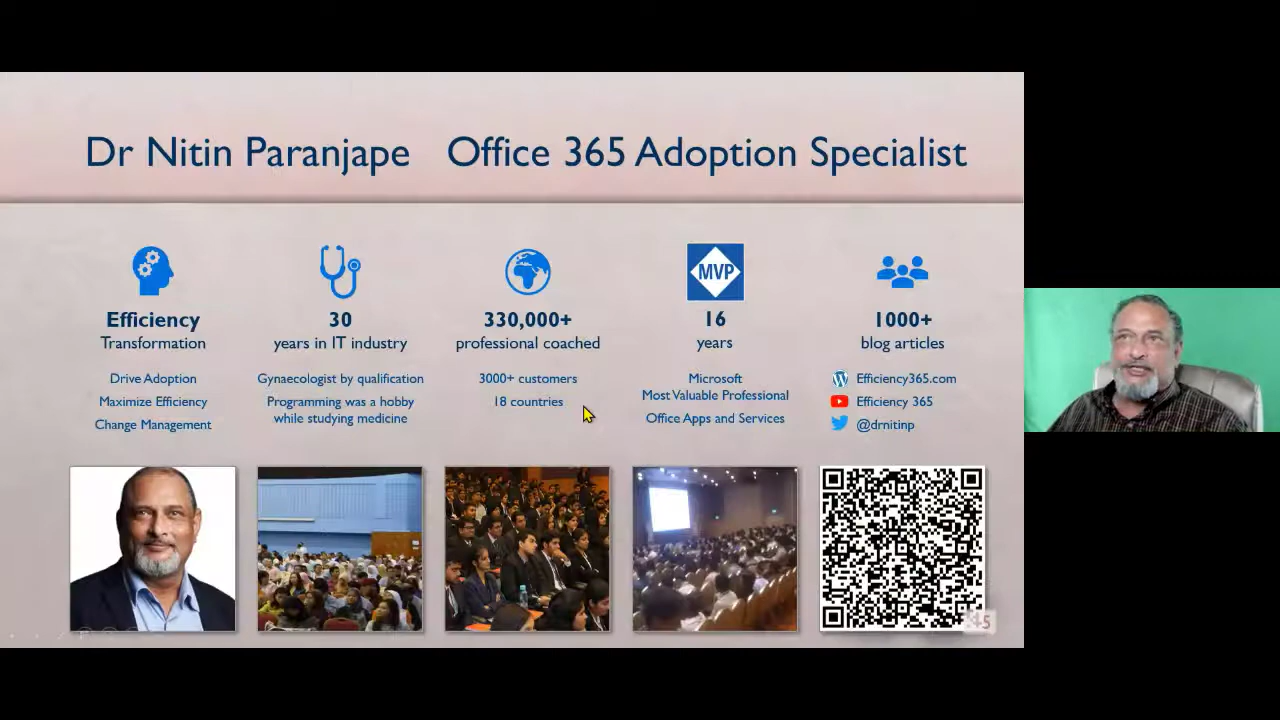 Dr Nitin Paranjape Office 365 Adoption Specialist
Efficiency
Transformation
Drive Adoption
Maximize Efficiency
Change Management
30
years in IT industry
Gynaecologist by qualification
Programming was a hobby
while studying medicine
330,000+
professional coached
3000+ customers
18 countries
MVP
16
years
Microsoft
Most Valuable Professional
Office Apps and Services
1000+
blog articles
Efficiency365.com
Efficiency 365
@drnitinp